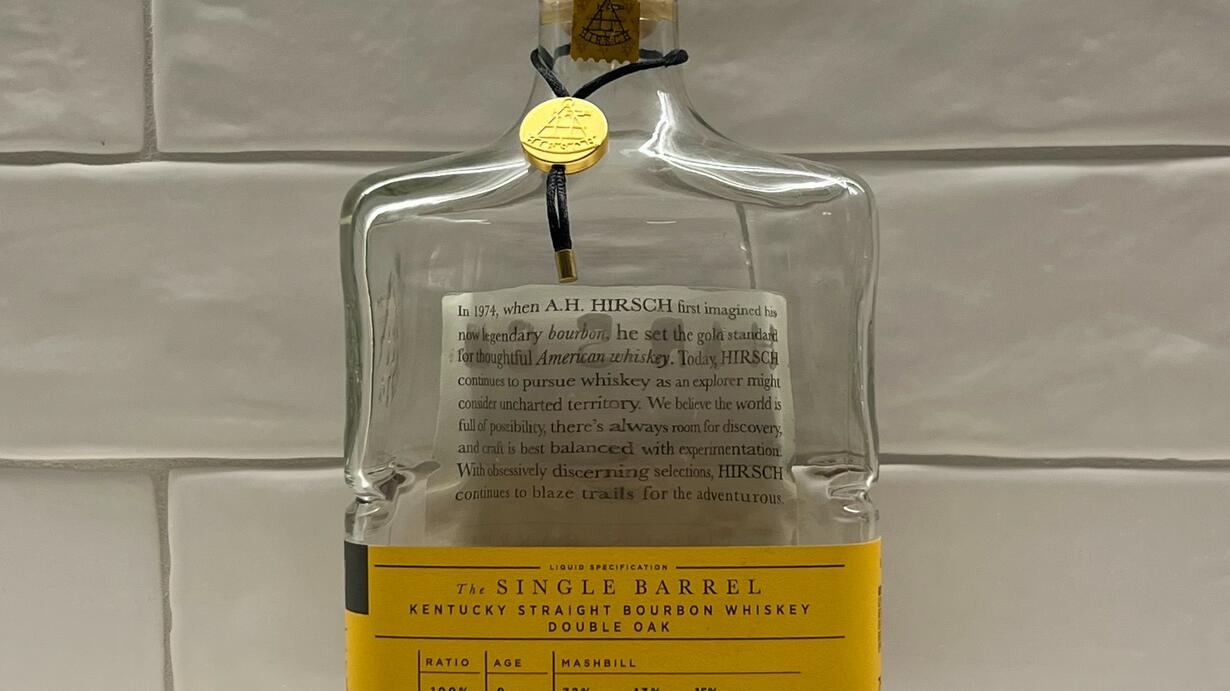 HIRSCH
In 1974, when A.H. HIRSCH first imagined his
now legendary bourbon, he set the gold standard
for thoughtful American whiskey. Today, HIRSCH
continues to pursue whiskey as an explorer might
consider uncharted territory. We believe the world is
full of possibility, there's always room for discovery,
and craft is best balanced with experimentation.
With obsessively discerning selections, HIRSCH
continues to blaze trails for the adventurous.
LIQUID SPECIFICATION
The SINGLE BARREL
KENTUCKY STRAIGHT BOURBON WHISKEY
DOUBLE OAK
RATIO AGE MASHBILL
100%